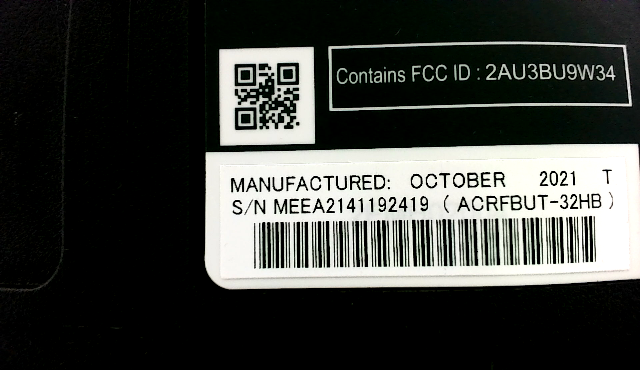 Contains FCC ID : 2AU3BU9W34
MANUFACTURED: OCTOBER 2021 T
S/N MEEA2141192419 ( ACRFBUT-32HB )